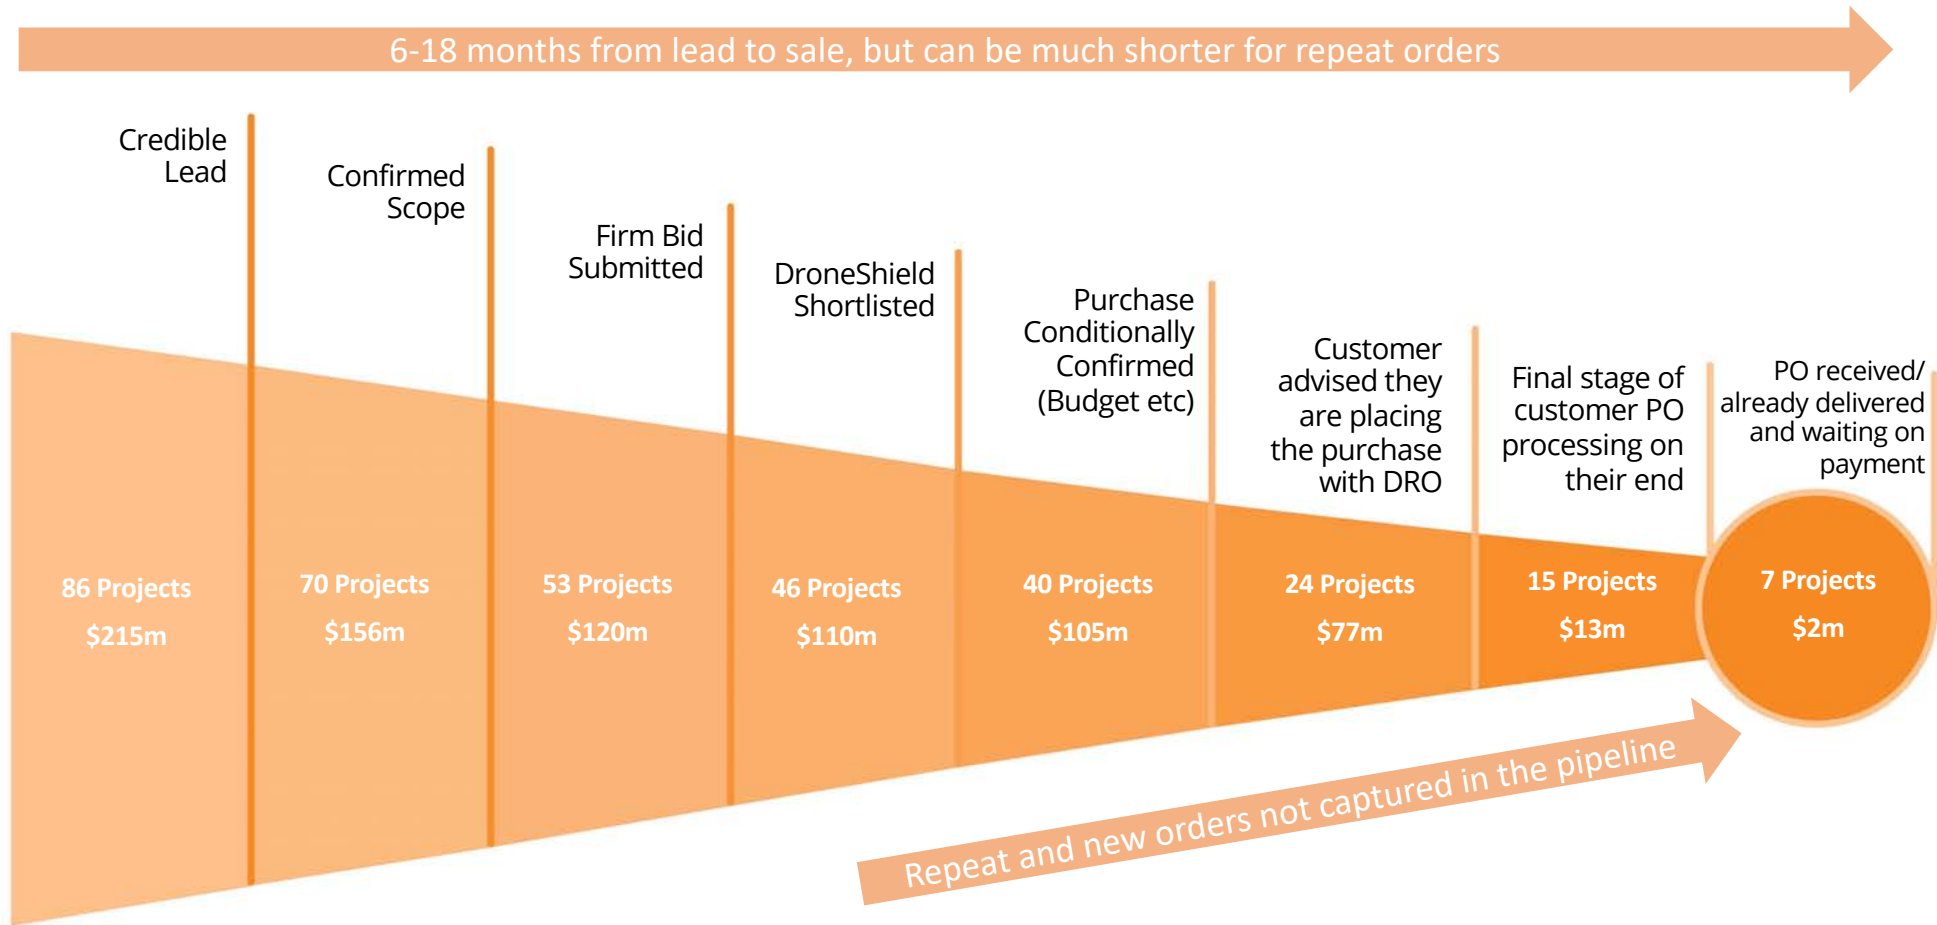 6-18 months from lead to sale, but can be much shorter for repeat orders
Credible
Lead
Confirmed
Scope
Firm Bid
Submitted
DroneShield
Shortlisted
Purchase
Conditionally
Confirmed
(Budget etc)
Customer
advised they
are placing
the purchase
with DRO
Final stage of
customer PO
processing on
their end
PO received/
already delivered
and waiting on
payment
86 Projects
$215m
70 Projects
$156m
53 Projects
$120m
46 Projects
$110m
40 Projects
$105m
24 Projects
$77m
15 Projects
$13m
7 Projects
$2m
Repeat and new orders not captured in the pipeline